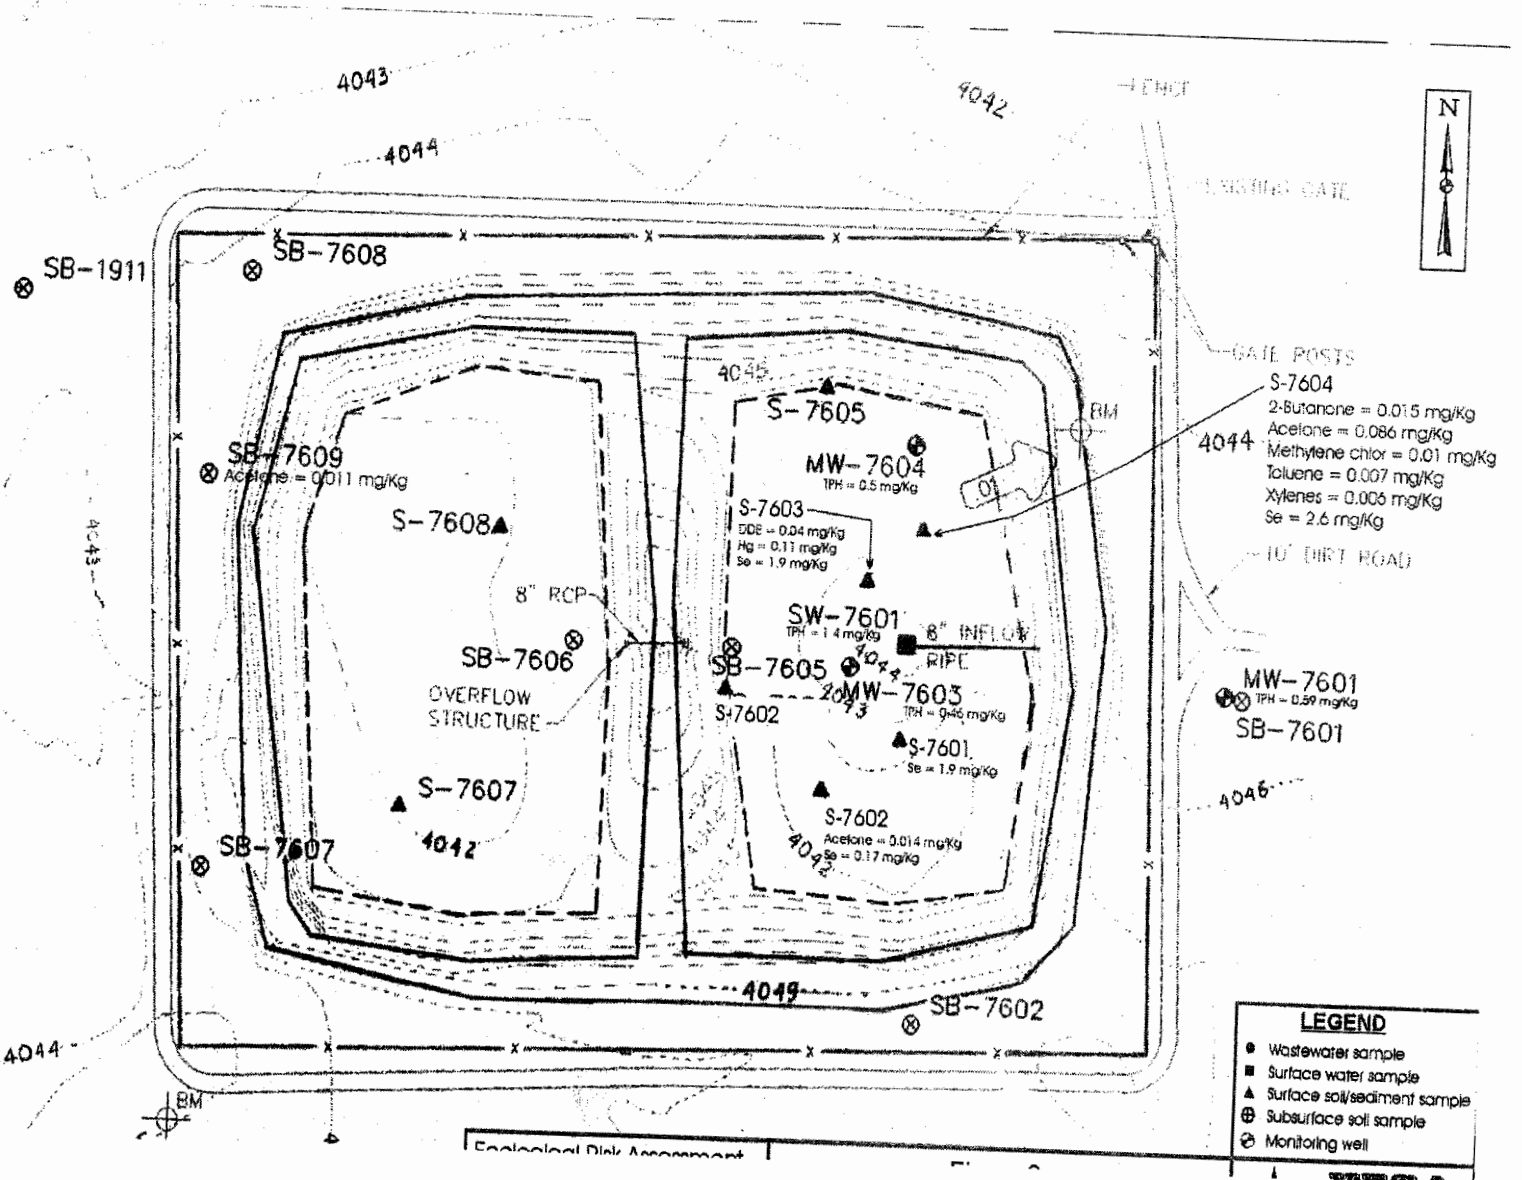 4043
4042
4044
FENCE
N
EXISTING GATE
SB-1911
SB-7608
GATE POSTS
S-7604
2-Butanone = 0.015 mg/Kg
Acetone = 0.086 mg/Kg
Methylene chlor = 0.01 mg/Kg
Toluene = 0.007 mg/Kg
Xylenes = 0.006 mg/Kg
Se = 2.6 mg/Kg
4045
S-7605
BM
4044
SB-7609
Acetone = 0.011 mg/Kg
MW-7604
TPH = 0.5 mg/Kg
.01
S-7603
DDE = 0.04 mg/Kg
Hg = 0.11 mg/Kg
Se = 1.9 mg/Kg
S-7608
4043
10' DIRT ROAD
8" RCP
SW-7601
TPH = 1.4 mg/Kg
8" INFLOW
PIPE
SB-7606
SB-7605
4044
4043
MW-7603
TPH = 0.46 mg/Kg
OVERFLOW
STRUCTURE
S-7602
MW-7601
TPH = 0.59 mg/Kg
SB-7601
S-7601
Se = 1.9 mg/Kg
S-7607
4042
S-7602
Acetone = 0.014 mg/Kg
Se = 0.17 mg/Kg
SB-7607
4049
SB-7602
4044
BM
LEGEND
Wastewater sample
Surface water sample
Surface soil/sediment sample
Subsurface soil sample
Monitoring well
Ecological Risk Assessment